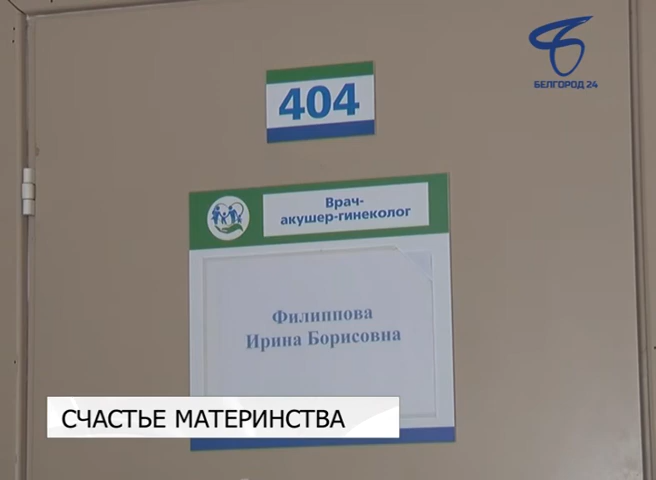 БЕЛГОРОД 24
404
Врач-
акушер-гинеколог
Филиппова
Ирина Борисовна
СЧАСТЬЕ МАТЕРИНСТВА